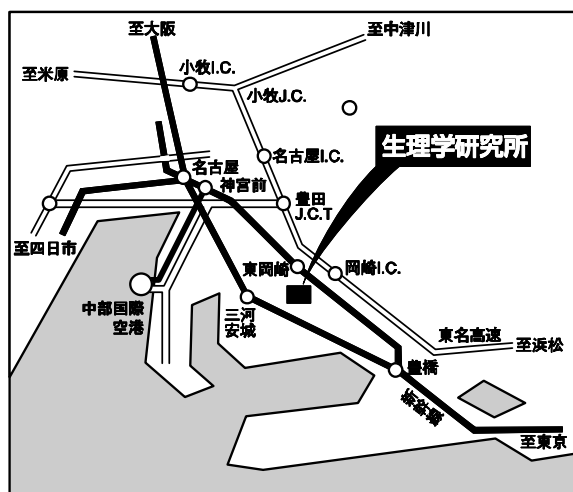 至大阪
至中津川
至米原
小牧I.C.
小牧J.C.
生理学研究所
名古屋I.C.
名古屋
神宮前
豊田
J.C.T
至四日市
東岡崎
岡崎I.C.
中部国際
空港
三河
安城
東名高速
至浜松
豊橋
新幹線
至東京